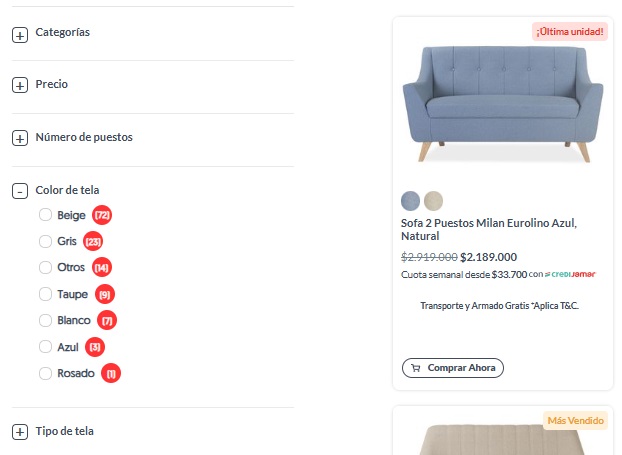 Categorías
Precio
Número de puestos
Color de tela
Beige (72)
Gris (23)
Otros (14)
Taupe (9)
Blanco (7)
Azul (3)
Rosado (1)
Tipo de tela
¡Última unidad!
Sofa 2 Puestos Milan Eurolino Azul,
Natural
$2.919.000 $2.189.000
Cuota semanal desde $33.700 con CREDIJAMAR
Transporte y Armado Gratis *Aplica T&C.
Comprar Ahora
Más Vendido